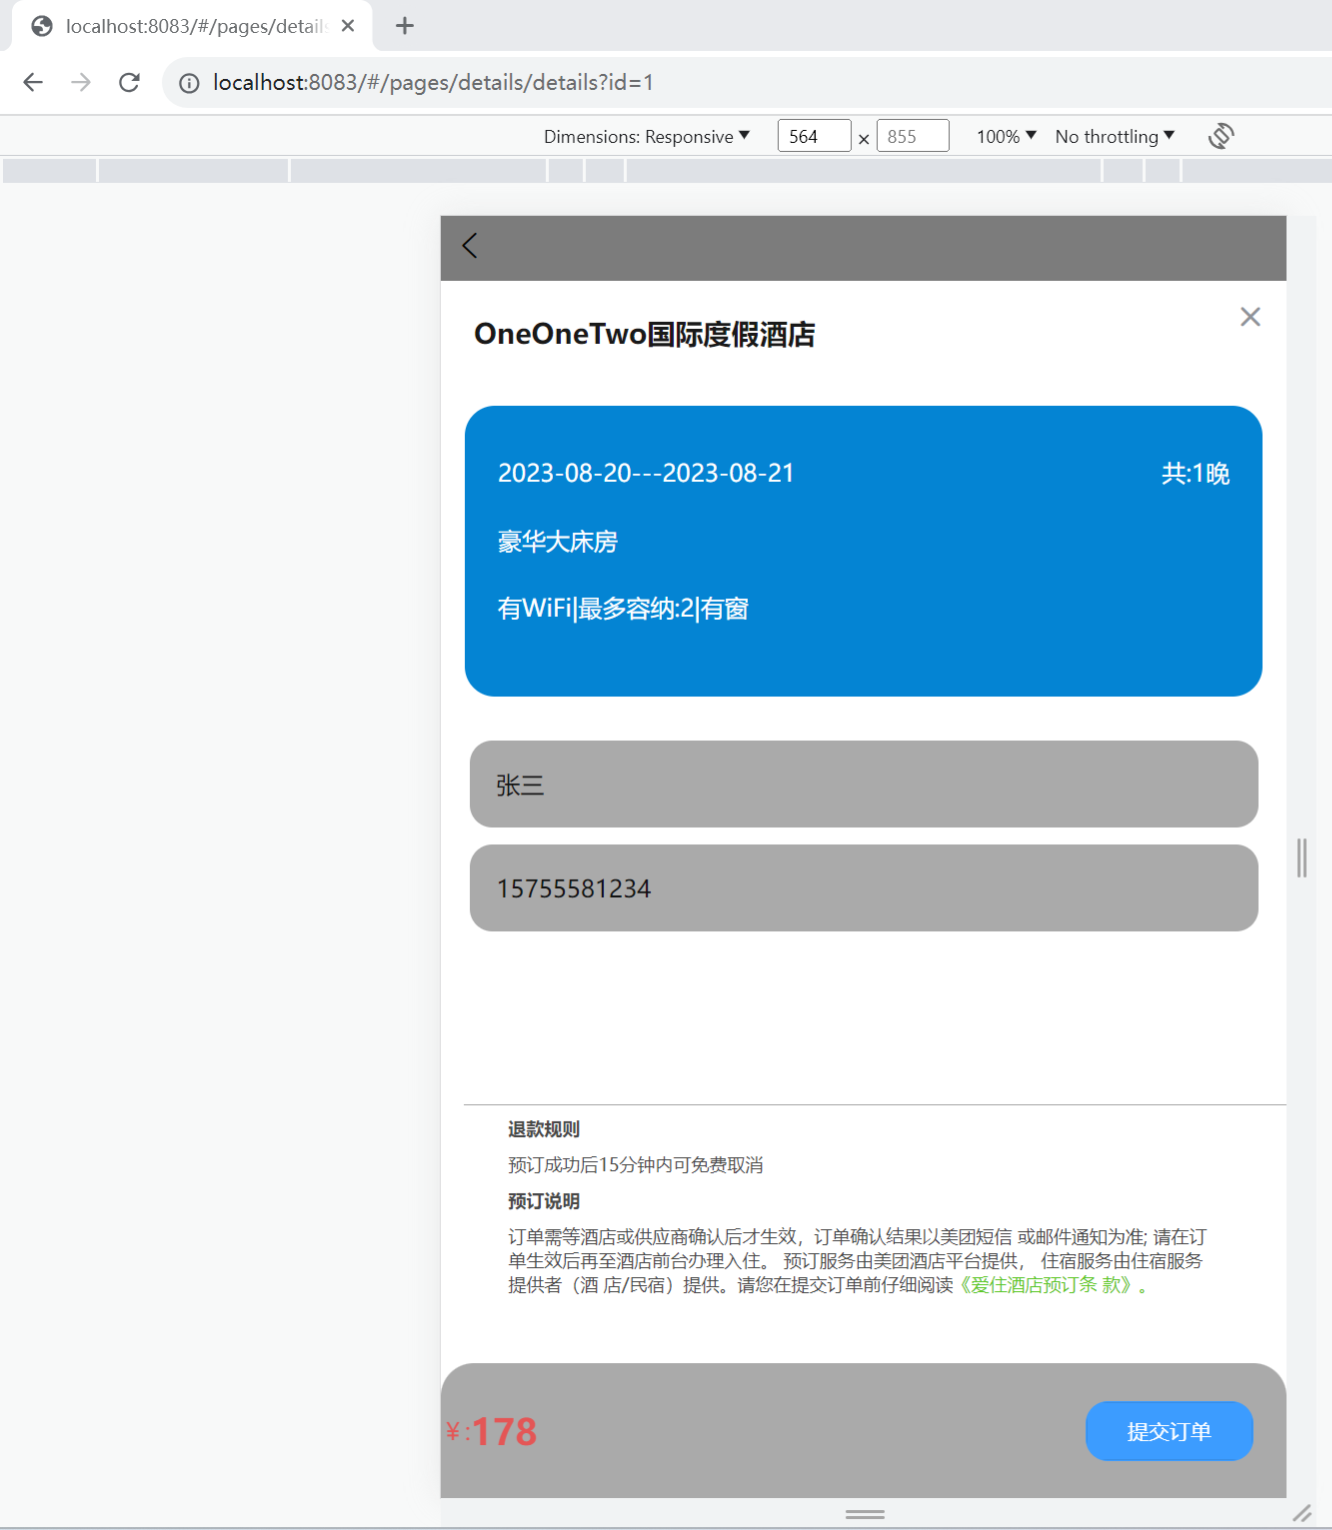 localhost:8083/#/pages/detail
localhost:8083/#/pages/details/details?id=1
Dimensions: Responsive 564 × 855 100% No throttling
OneOneTwo国际度假酒店
2023-08-20---2023-08-21 共:1晚
豪华大床房
有WiFi|最多容纳:2|有窗
张三
15755581234
退款规则
预订成功后15分钟内可免费取消
预订说明
订单需等酒店或供应商确认后才生效，订单确认结果以美团短信 或邮件通知为准; 请在订
单生效后再至酒店前台办理入住。 预订服务由美团酒店平台提供， 住宿服务由住宿服务
提供者（酒 店/民宿）提供。请您在提交订单前仔细阅读《爱住酒店预订条 款》。
¥:178 提交订单